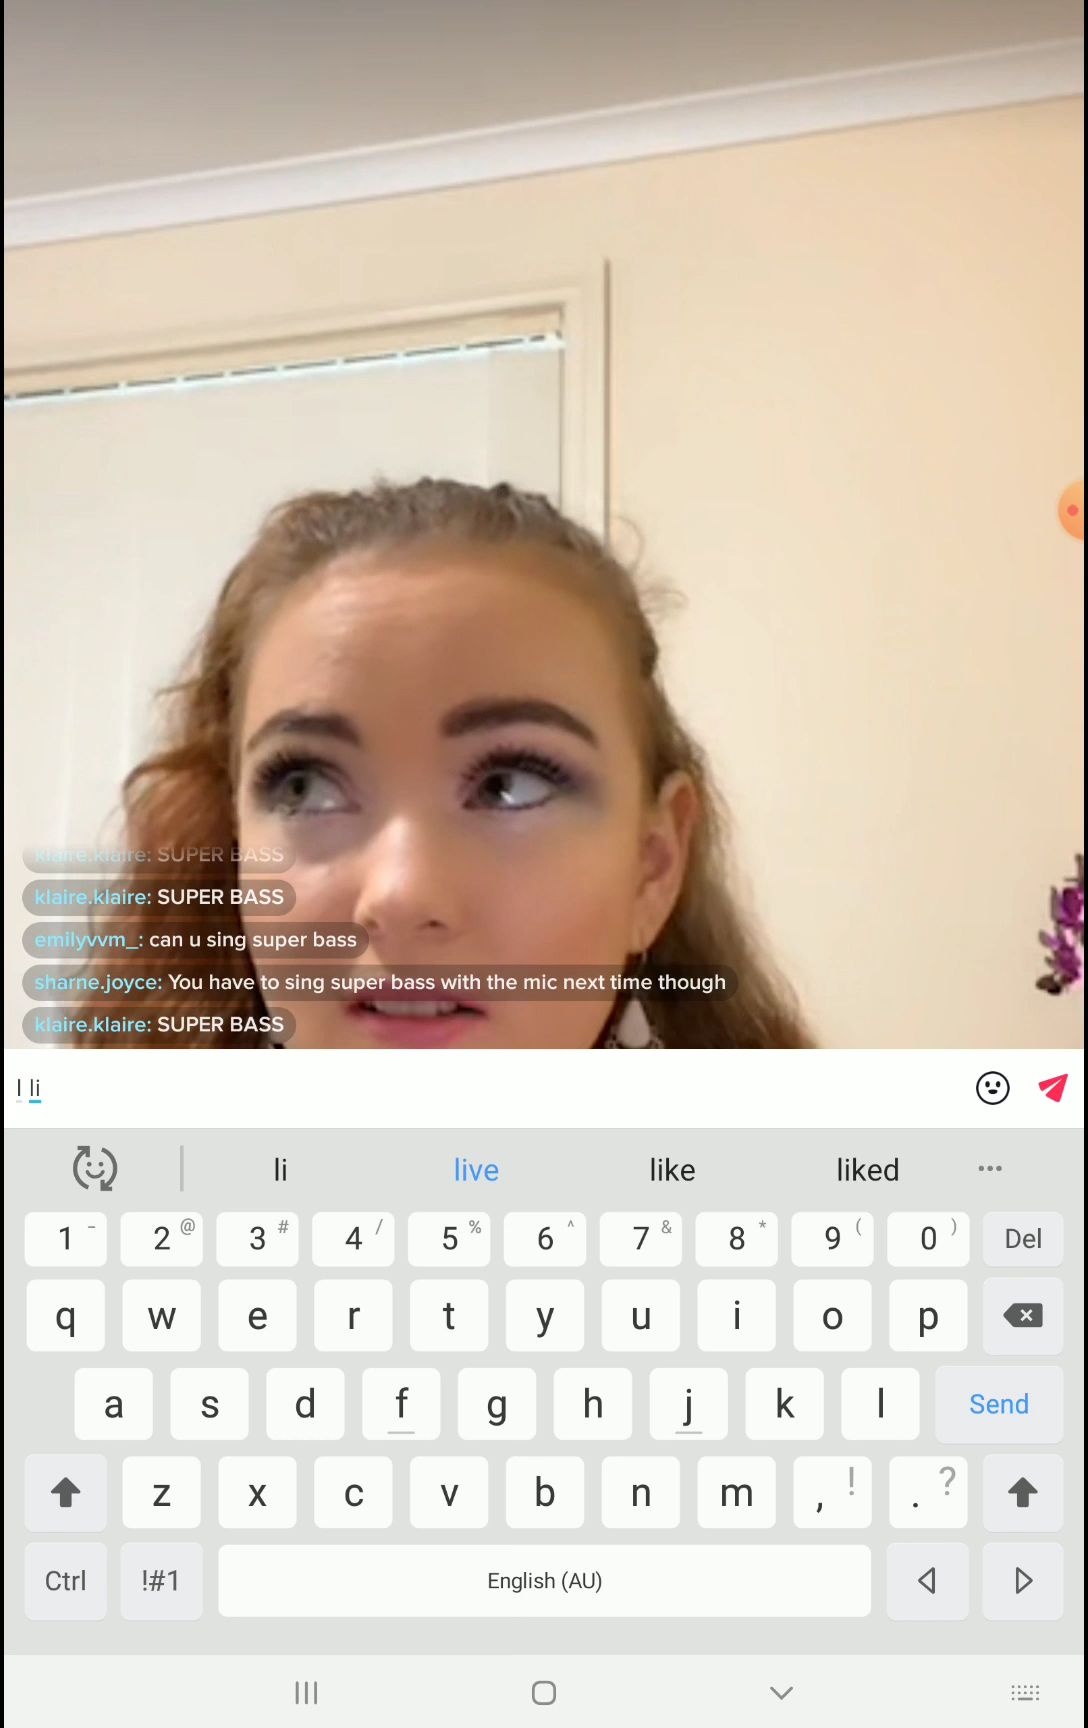 klaire.klaire: SUPER BASS
klaire.klaire: SUPER BASS
emilyvvm_: can u sing super bass
sharne.joyce: You have to sing super bass with the mic next time though
klaire.klaire: SUPER BASS
I li
li live like liked ...
1 - 2 @ 3 # 4 / 5 % 6 ^ 7 & 8 * 9 ( 0 ) Del
q w e r t y u i o p
a s d f g h j k l Send
z x c v b n m , ! . ?
Ctrl !#1 English (AU)